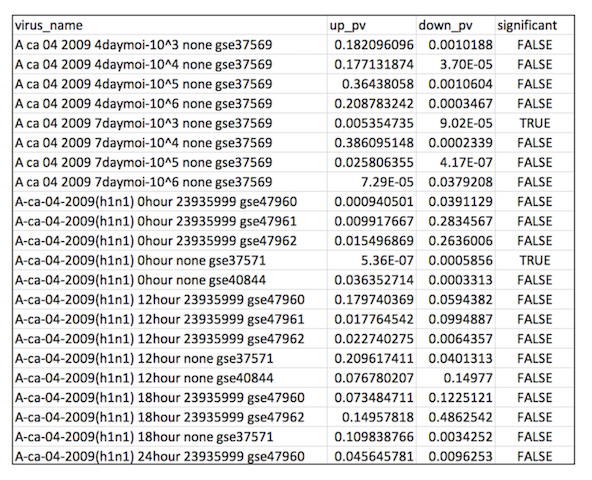 virus_name up_pv down_pv significant
A ca 04 2009 4daymoi-10^3 none gse37569 0.182096096 0.0010188 FALSE
A ca 04 2009 4daymoi-10^4 none gse37569 0.177131874 3.70E-05 FALSE
A ca 04 2009 4daymoi-10^5 none gse37569 0.36438058 0.0010604 FALSE
A ca 04 2009 4daymoi-10^6 none gse37569 0.208783242 0.0003467 FALSE
A ca 04 2009 7daymoi-10^3 none gse37569 0.005354735 9.02E-05 TRUE
A ca 04 2009 7daymoi-10^4 none gse37569 0.386095148 0.0002339 FALSE
A ca 04 2009 7daymoi-10^5 none gse37569 0.025806355 4.17E-07 FALSE
A ca 04 2009 7daymoi-10^6 none gse37569 7.29E-05 0.0379208 FALSE
A-ca-04-2009(h1n1) 0hour 23935999 gse47960 0.000940501 0.0391129 FALSE
A-ca-04-2009(h1n1) 0hour 23935999 gse47961 0.009917667 0.2834567 FALSE
A-ca-04-2009(h1n1) 0hour 23935999 gse47962 0.015496869 0.2636006 FALSE
A-ca-04-2009(h1n1) 0hour none gse37571 5.36E-07 0.0005856 TRUE
A-ca-04-2009(h1n1) 0hour none gse40844 0.036352714 0.0003313 FALSE
A-ca-04-2009(h1n1) 12hour 23935999 gse47960 0.179740369 0.0594382 FALSE
A-ca-04-2009(h1n1) 12hour 23935999 gse47961 0.017764542 0.0994887 FALSE
A-ca-04-2009(h1n1) 12hour 23935999 gse47962 0.022740275 0.0064357 FALSE
A-ca-04-2009(h1n1) 12hour none gse37571 0.209617411 0.0401313 FALSE
A-ca-04-2009(h1n1) 12hour none gse40844 0.076780207 0.14977 FALSE
A-ca-04-2009(h1n1) 18hour 23935999 gse47960 0.073484711 0.1225121 FALSE
A-ca-04-2009(h1n1) 18hour 23935999 gse47962 0.14957818 0.4862542 FALSE
A-ca-04-2009(h1n1) 18hour none gse37571 0.109838766 0.0034252 FALSE
A-ca-04-2009(h1n1) 24hour 23935999 gse47960 0.045645781 0.0096253 FALSE